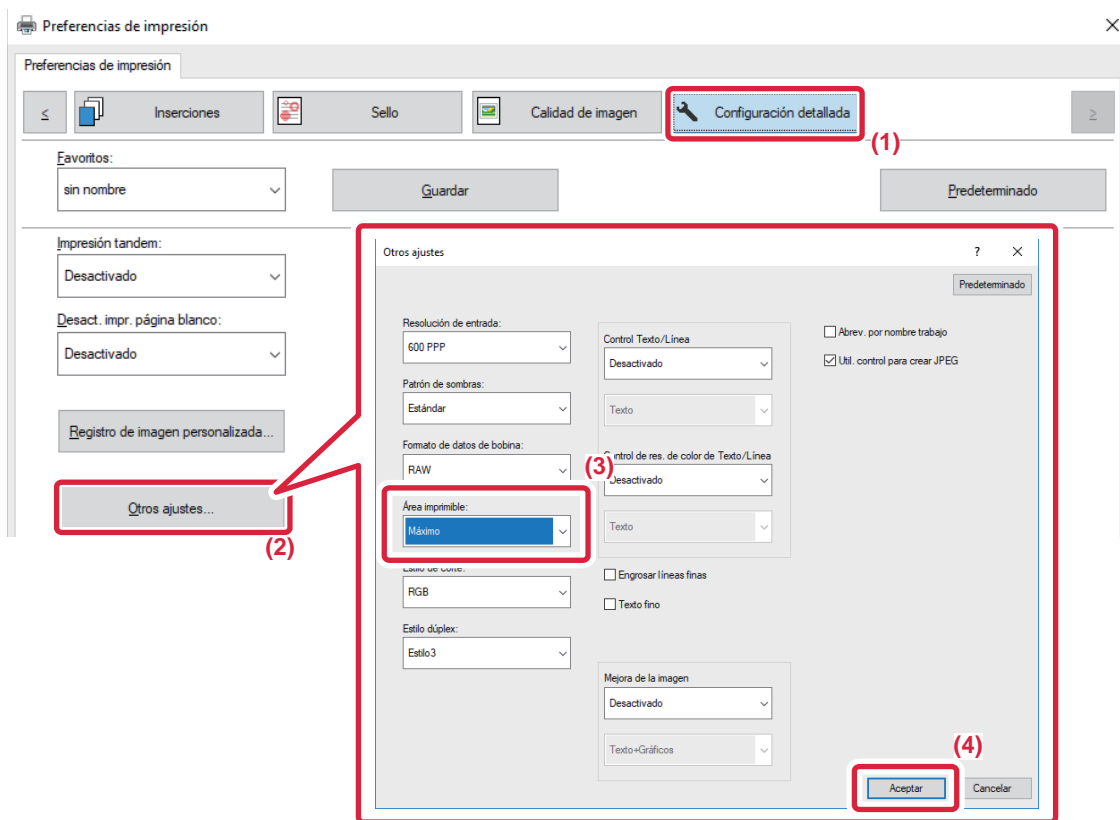 Preferencias de impresión
Preferencias de impresión
≤
Inserciones
Sello
Calidad de imagen
Configuración detallada
≥
(1)
Favoritos:
sin nombre
Guardar
Predeterminado
Impresión tandem:
Desactivado
Desact. impr. página blanco:
Desactivado
Registro de imagen personalizada...
Otros ajustes...
(2)
Otros ajustes
?
Predeterminado
Resolución de entrada:
600 PPP
Patrón de sombras:
Estándar
Formato de datos de bobina:
RAW
(3)
Área imprimible:
Máximo
Estilo de corte:
RGB
Estilo dúplex:
Estilo3
Control Texto/Línea
Desactivado
Texto
Control de res. de color de Texto/Línea
Desactivado
Texto
Engrosar líneas finas
Texto fino
Mejora de la imagen
Desactivado
Texto+Gráficos
Abrev. por nombre trabajo
Util. control para crear JPEG
(4)
Aceptar
Cancelar